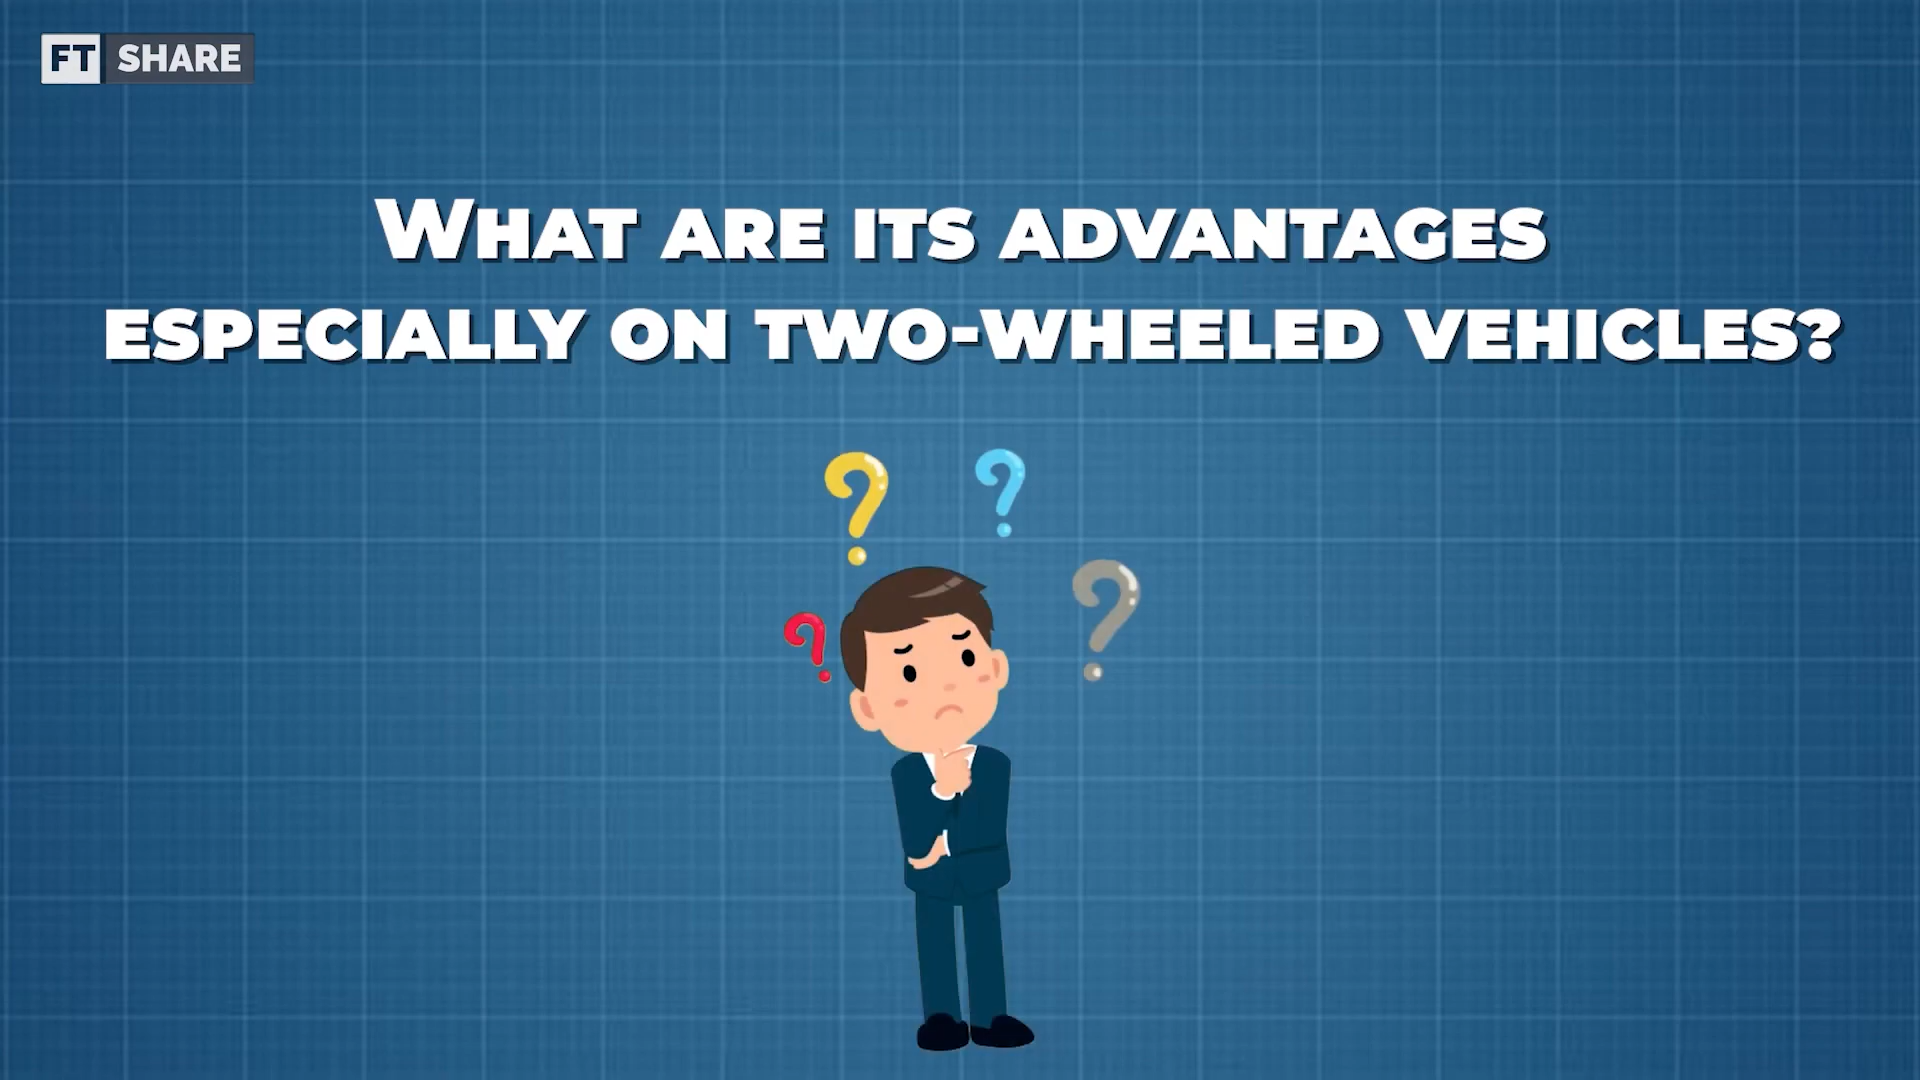 FT SHARE
WHAT ARE ITS ADVANTAGES
ESPECIALLY ON TWO-WHEELED VEHICLES?